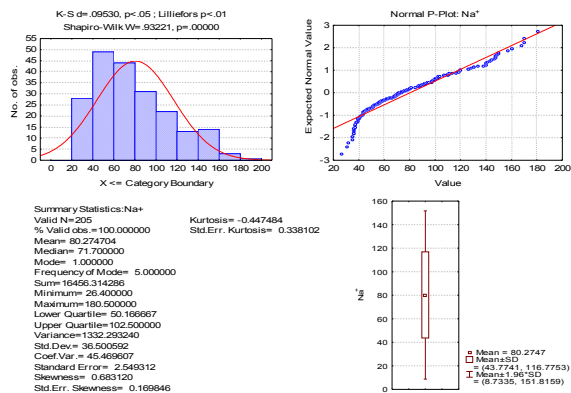 K-S d=.09530, p<.05 ; Lilliefors p<.01
Shapiro-Wilk W=.93221, p=.00000
No. of obs.
55
50
45
40
35
30
25
20
15
10
5
0
0 20 40 60 80 100 120 140 160 180 200
X <= Category Boundary
Normal P-Plot: Na+
Expected Normal Value
3
2
1
0
-1
-2
-3
20 40 60 80 100 120 140 160 180 200
Value
Summary Statistics:Na+
Valid N=205
% Valid obs.=100.000000
Mean= 80.274704
Median= 71.700000
Mode= 1.000000
Frequency of Mode= 5.000000
Sum=16456.314286
Minimum= 26.400000
Maximum=180.500000
Lower Quartile= 50.166667
Upper Quartile=102.500000
Variance=1332.293240
Std.Dev.= 36.500592
Coef.Var.= 45.469607
Standard Error= 2.549312
Skewness= 0.683120
Std.Err. Skewness= 0.169846
Kurtosis= -0.447484
Std.Err. Kurtosis= 0.338102
Na+
160
140
120
100
80
60
40
20
0
Mean = 80.2747
Mean±SD
= (43.7741, 116.7753)
Mean±1.96*SD
= (8.7335, 151.8159)